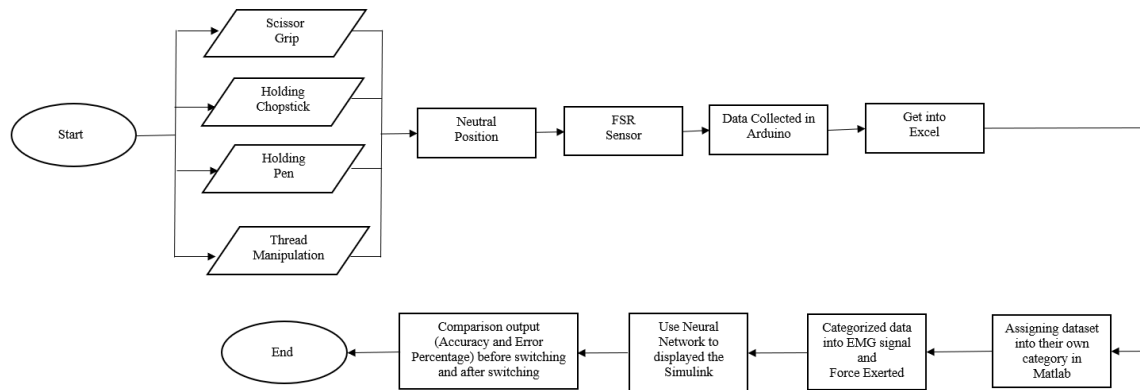 Scissor
Grip
Holding
Chopstick
Start
Neutral
Position
FSR
Sensor
Data Collected in
Arduino
Get into
Excel
Holding
Pen
Thread
Manipulation
End
Comparison output
(Accuracy and Error
Percentage) before switching
and after switching
Use Neural
Network to
displayed the
Simulink
Categorized data
into EMG signal
and
Force Exerted
Assigning dataset
into their own
category in
Matlab